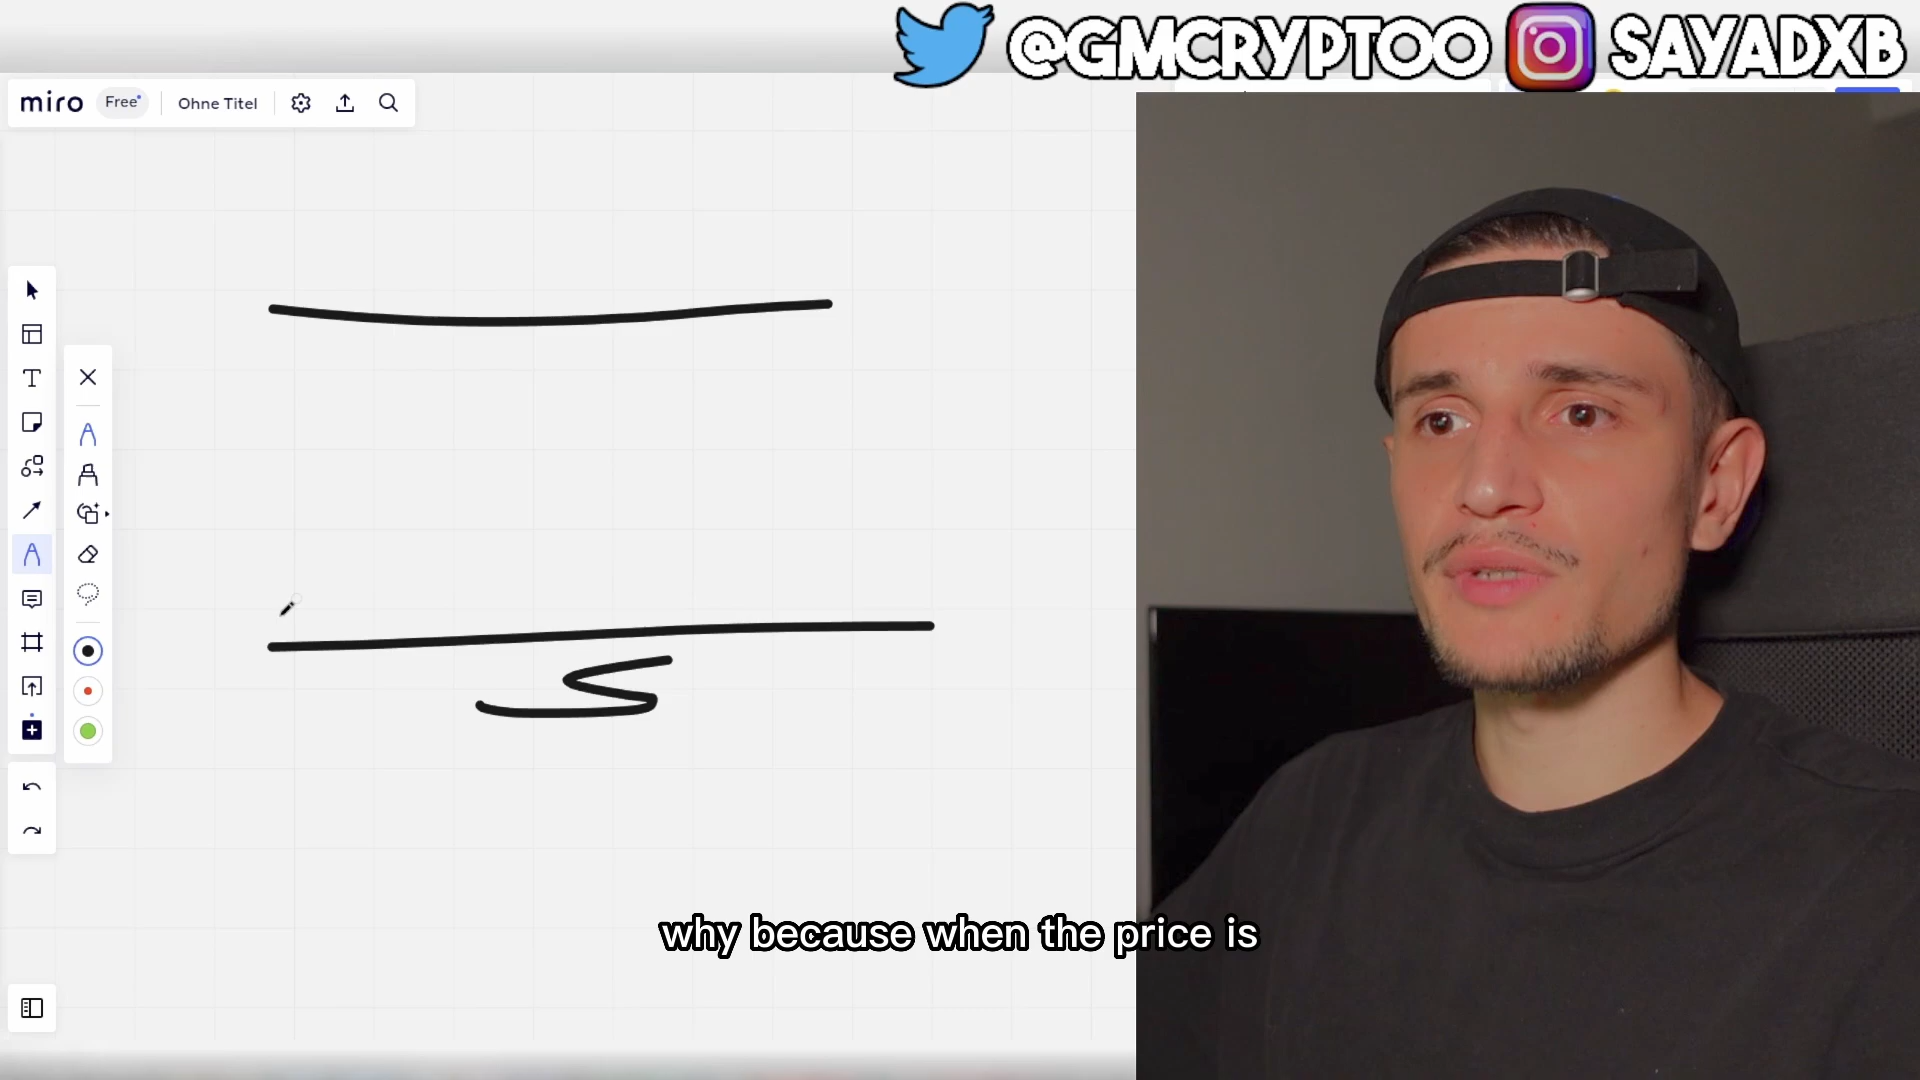 @GMCRYPTOO SAYADXB
miro Free Ohne Titel
S
why because when the price is